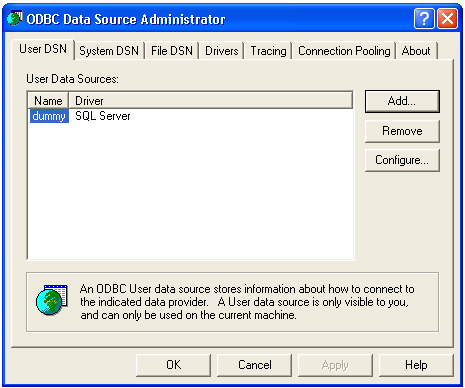 ODBC Data Source Administrator
User DSN System DSN File DSN Drivers Tracing Connection Pooling About
User Data Sources:
Name Driver
dummy SQL Server
Add...
Remove
Configure...
An ODBC User data source stores information about how to connect to
the indicated data provider. A User data source is only visible to you,
and can only be used on the current machine.
OK Cancel Apply Help